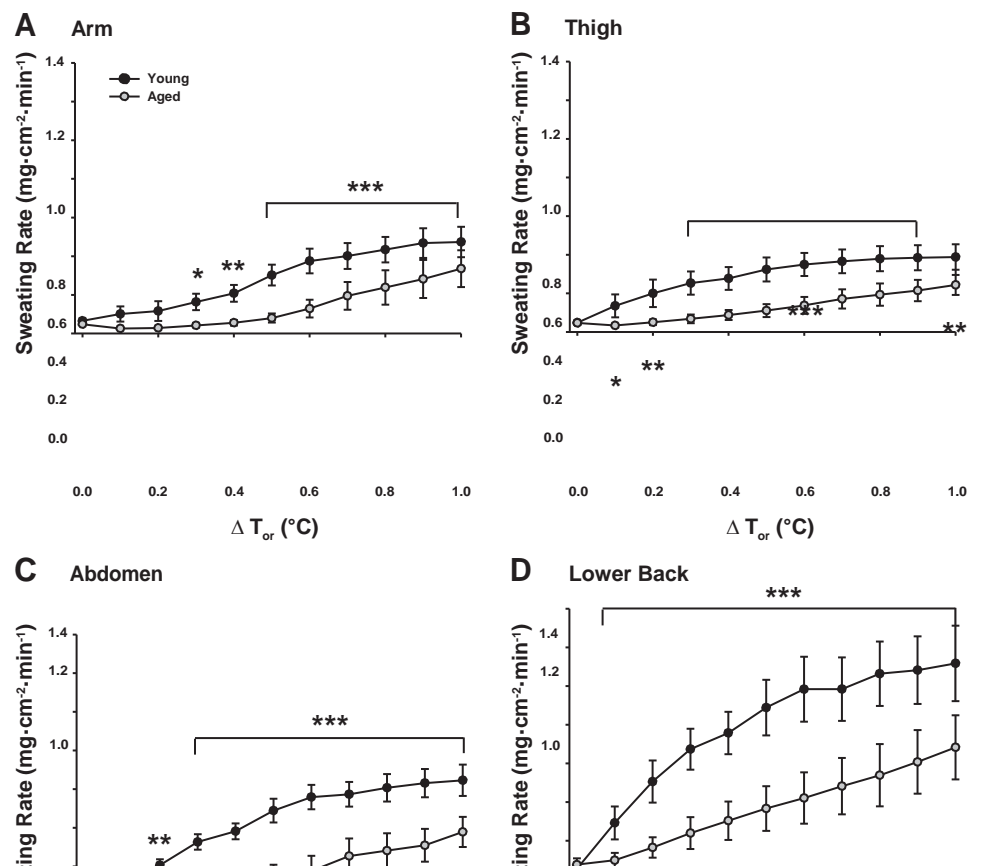 A Arm
Sweating Rate (mg·cm-2·min-1)
1.4
1.2
1.0
0.8
0.6
0.4
0.2
0.0
Young
Aged
*
**
***
0.0 0.2 0.4 0.6 0.8 1.0
Δ Tor (°C)
B Thigh
Sweating Rate (mg·cm-2·min-1)
1.4
1.2
1.0
0.8
0.6
0.4
0.2
0.0
*
**
***
**
0.0 0.2 0.4 0.6 0.8 1.0
Δ Tor (°C)
C Abdomen
ing Rate (mg·cm-2·min-1)
1.4
1.2
1.0
**
***
D Lower Back
ing Rate (mg·cm-2·min-1)
1.4
1.2
1.0
***